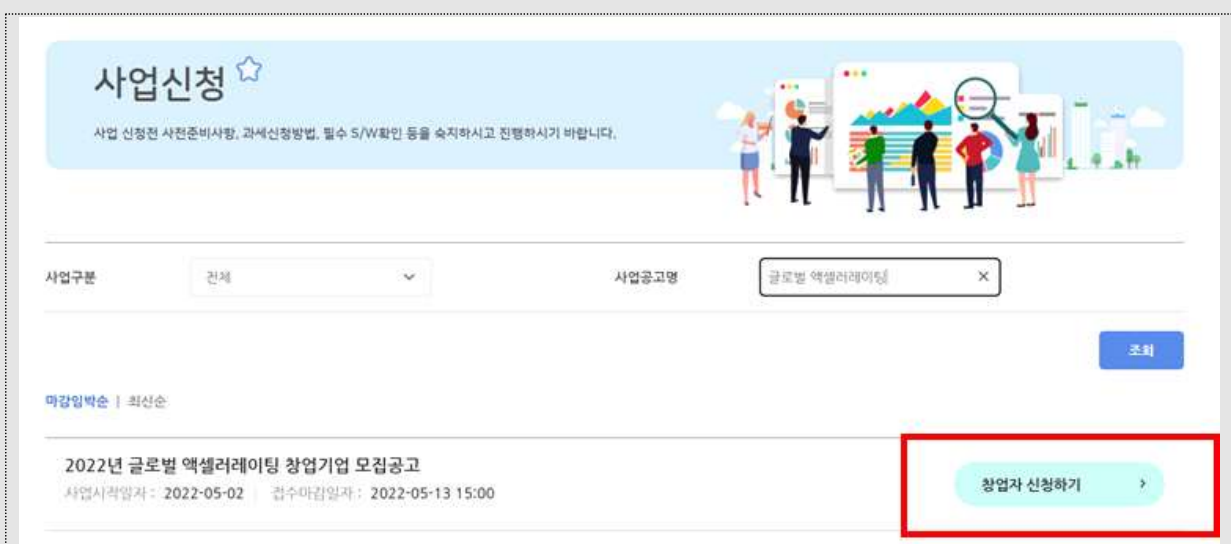 사업신청
사업 신청전 사전준비사항, 과세신청방법, 필수 S/W확인 등을 숙지하시고 진행하시기 바랍니다.
사업구분 전체 사업공고명 글로벌 액셀러레이팅 ×
조회
마감임박순 | 최신순
2022년 글로벌 액셀러레이팅 창업기업 모집공고
사업시작일자 : 2022-05-02 | 접수마감일자 : 2022-05-13 15:00
창업자 신청하기 >